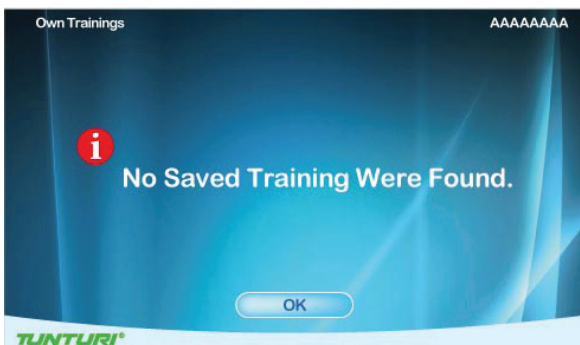 Own Trainings
AAAAAAAA
i
No Saved Training Were Found.
OK
TUNTURI®